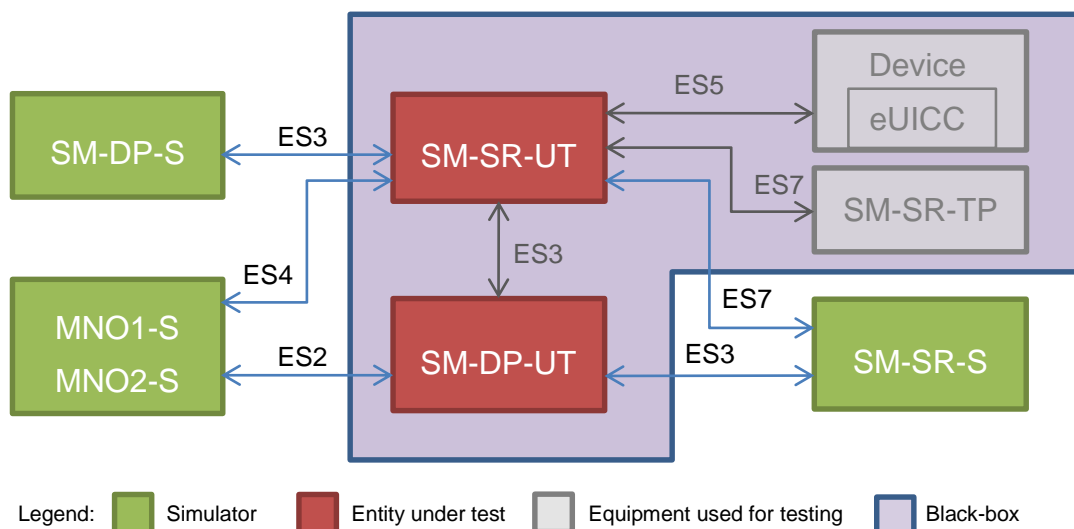 Device
eUICC
ES5
SM-DP-S
ES3
SM-SR-UT
ES7
SM-SR-TP
ES3
ES4
MNO1-S
MNO2-S
ES2
SM-DP-UT
ES7
ES3
SM-SR-S
Legend: Simulator Entity under test Equipment used for testing Black-box